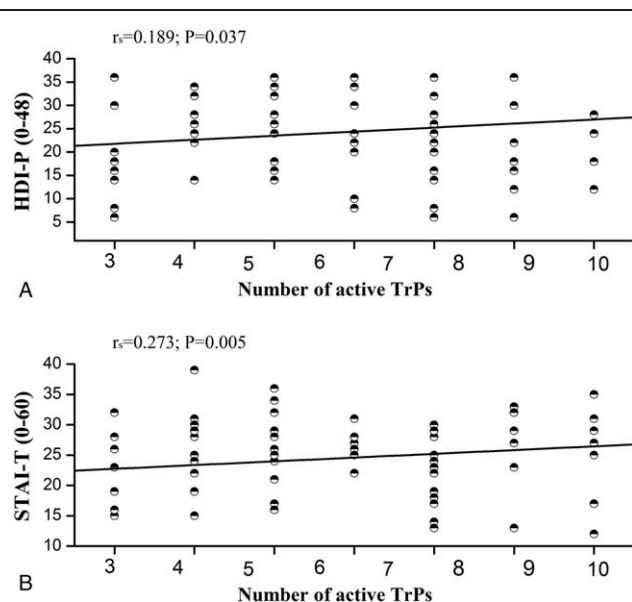 rs=0.189; P=0.037
HDI-P (0-48)
40
35
30
25
20
15
10
5
3 4 5 6 7 8 9 10
A
Number of active TrPs
rs=0.273; P=0.005
STAI-T (0-60)
40
35
30
25
20
15
10
3 4 5 6 7 8 9 10
B
Number of active TrPs